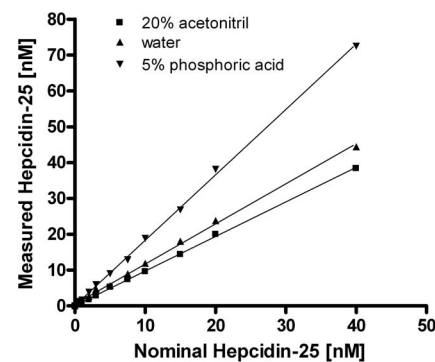 80
70
60
50
40
30
20
10
0
Measured Hepcidin-25 [nM]
20% acetonitril
water
5% phosphoric acid
0 10 20 30 40 50
Nominal Hepcidin-25 [nM]